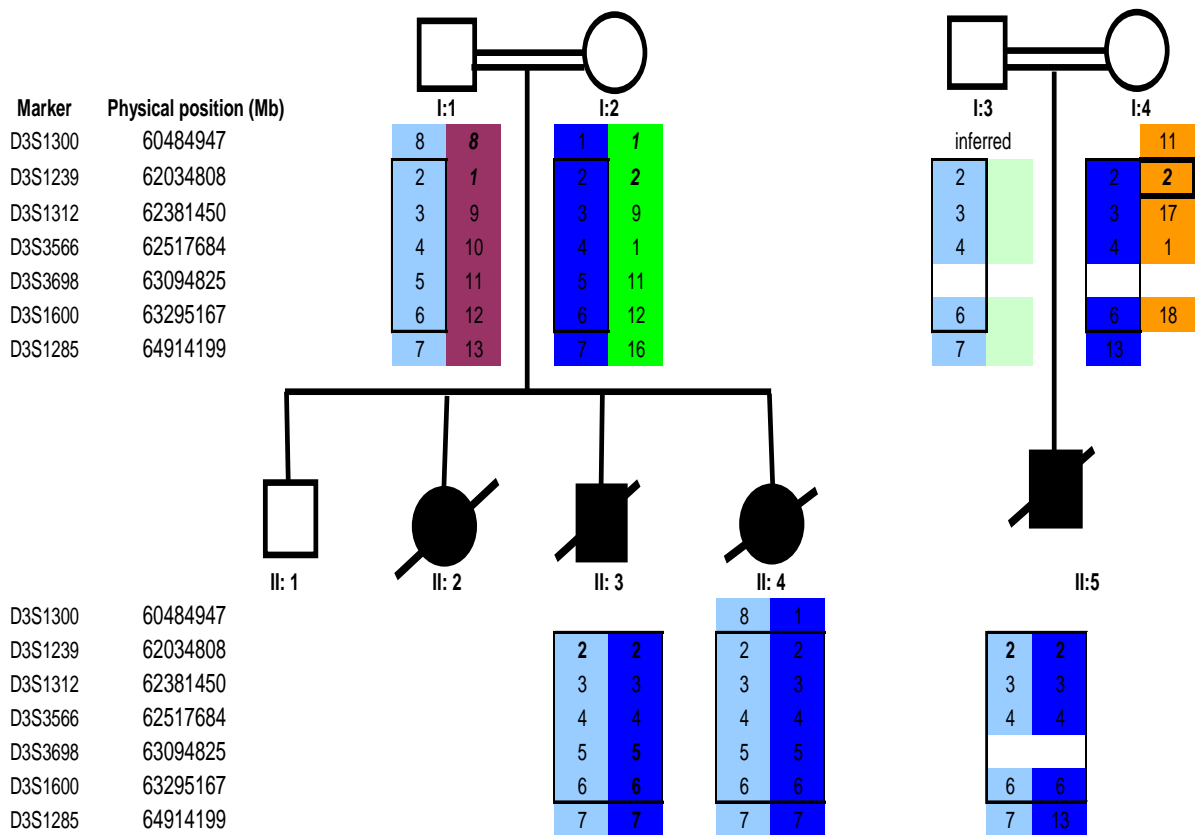 I:1 I:2 I:3 I:4
Marker Physical position (Mb)
D3S1300 60484947 8 8 1 1 inferred 11
D3S1239 62034808 2 1 2 2 2 2 2
D3S1312 62381450 3 9 3 9 3 3 17
D3S3566 62517684 4 10 4 1 4 4 1
D3S3698 63094825 5 11 5 11
D3S1600 63295167 6 12 6 12 6 6 18
D3S1285 64914199 7 13 7 16 7 13
II: 1 II: 2 II: 3 II: 4 II:5
D3S1300 60484947 8 1
D3S1239 62034808 2 2 2 2 2 2
D3S1312 62381450 3 3 3 3 3 3
D3S3566 62517684 4 4 4 4 4 4
D3S3698 63094825 5 5 5 5
D3S1600 63295167 6 6 6 6 6 6
D3S1285 64914199 7 7 7 7 7 13